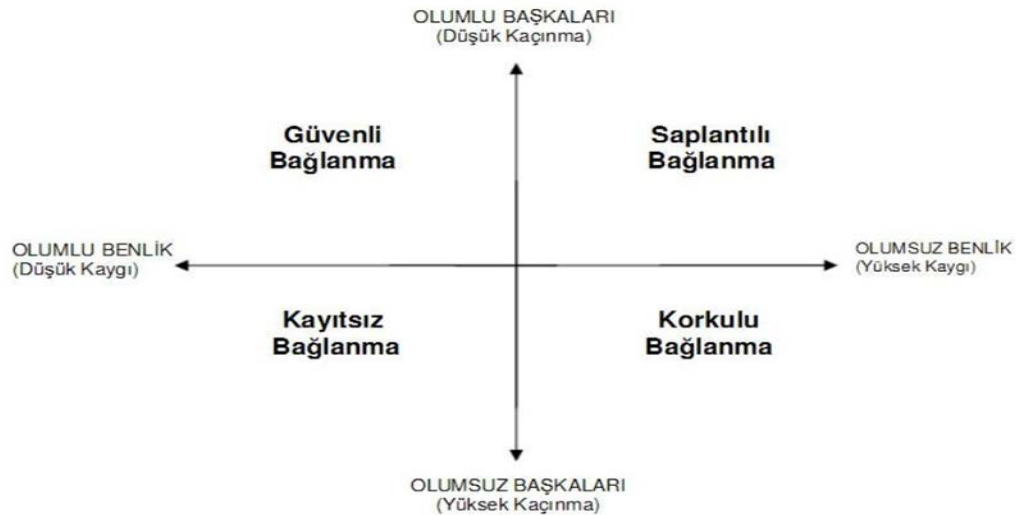 OLUMLU BAŞKALARI
(Düşük Kaçınma)
Güvenli
Bağlanma
Saplantılı
Bağlanma
OLUMLU BENLİK
(Düşük Kaygı)
OLUMSUZ BENLİK
(Yüksek Kaygı)
Kayıtsız
Bağlanma
Korkulu
Bağlanma
OLUMSUZ BAŞKALARI
(Yüksek Kaçınma)